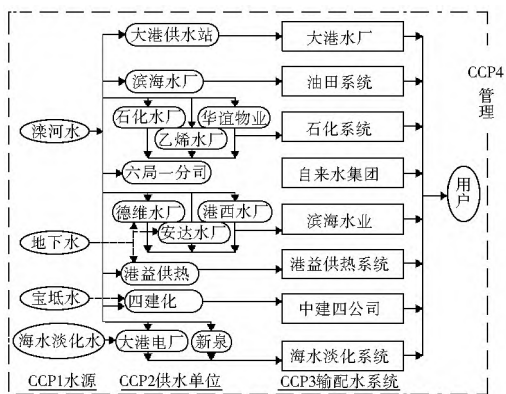 大港供水站
大港水厂
滨海水厂
油田系统
CCP4
管理
石化水厂
华谊物业
滦河水
乙烯水厂
石化系统
六局一分司
自来水集团
用户
德维水厂
港西水厂
安达水厂
滨海水业
地下水
港益供热
港益供热系统
宝坻水
四建化
中建四公司
海水淡化水
大港电厂
新泉
海水淡化系统
CCP1水源
CCP2供水单位
CCP3输配水系统